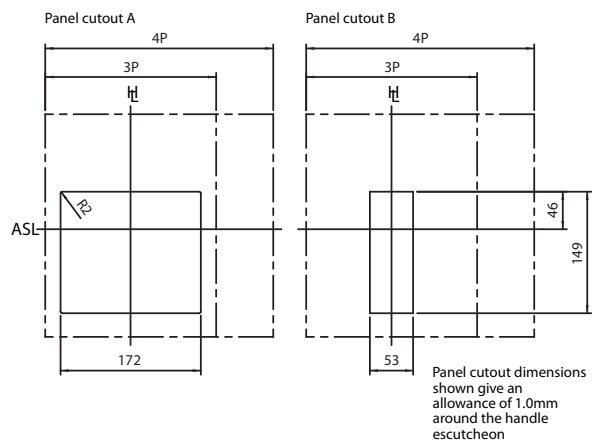 Panel cutout A
Panel cutout B
4P
4P
3P
3P
HL
HL
R2
ASL
46
149
172
53
Panel cutout dimensions
shown give an
allowance of 1.0mm
around the handle
escutcheon